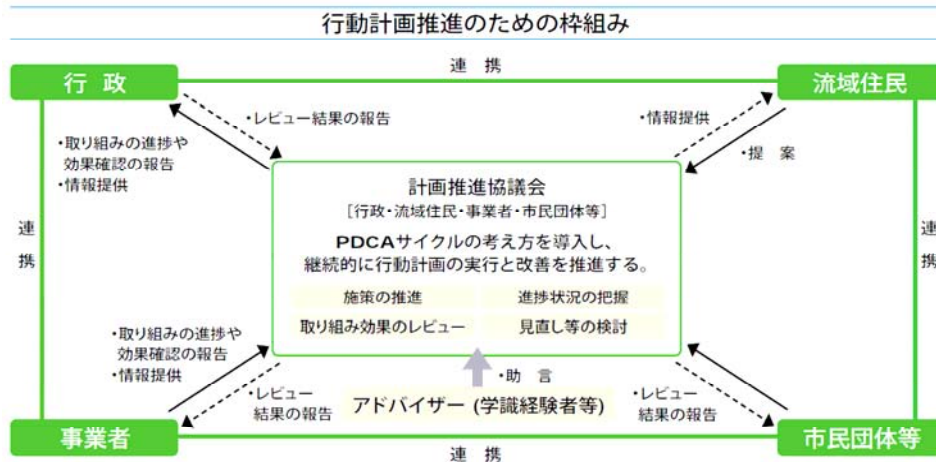 行動計画推進のための枠組み
連 携
行 政
流域住民
・レビュー結果の報告
・情報提供
・取り組みの進捗や
効果確認の報告
・情報提供
・提 案
計画推進協議会
[行政・流域住民・事業者・市民団体等]
PDCAサイクルの考え方を導入し、
継続的に行動計画の実行と改善を推進する。
施策の推進
進捗状況の把握
取り組み効果のレビュー
見直し等の検討
連
携
連
携
・取り組みの進捗や
効果確認の報告
・情報提供
・助 言
・レビュー
結果の報告
アドバイザー (学識経験者等)
・レビュー
結果の報告
事業者
市民団体等
連 携